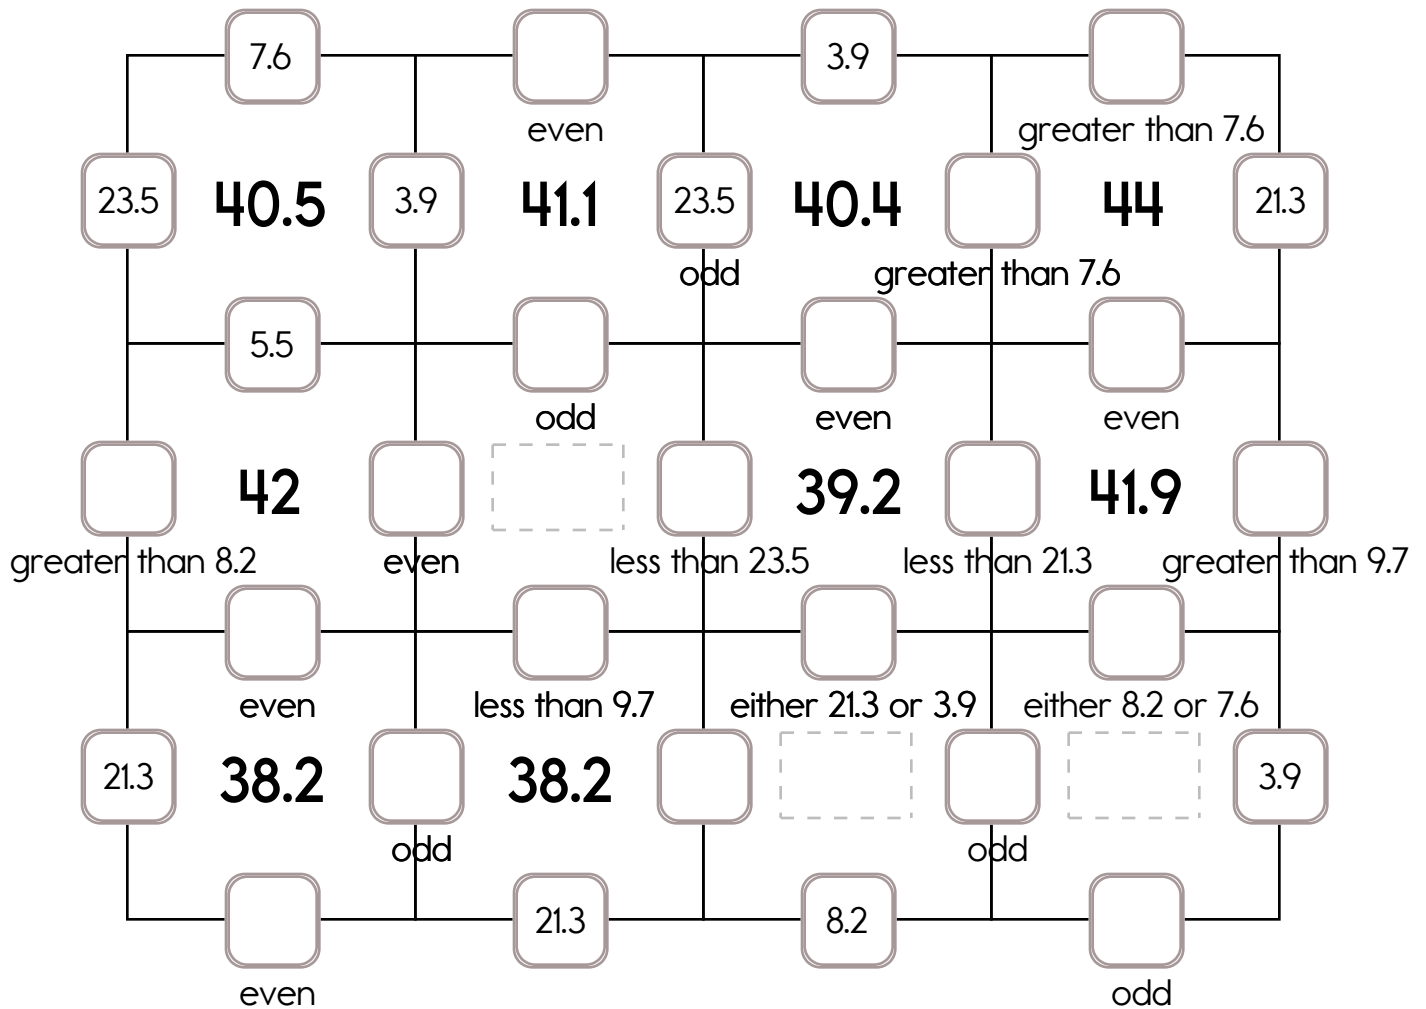 7.6 3.9
even greater than 7.6
23.5 40.5 3.9 41.1 23.5 40.4 44 21.3
odd greater than 7.6
5.5
odd even even
42 39.2 41.9
greater than 8.2 even less than 23.5 less than 21.3 greater than 9.7
even less than 9.7 either 21.3 or 3.9 either 8.2 or 7.6
21.3 38.2 38.2 3.9
odd odd
21.3 8.2
even odd